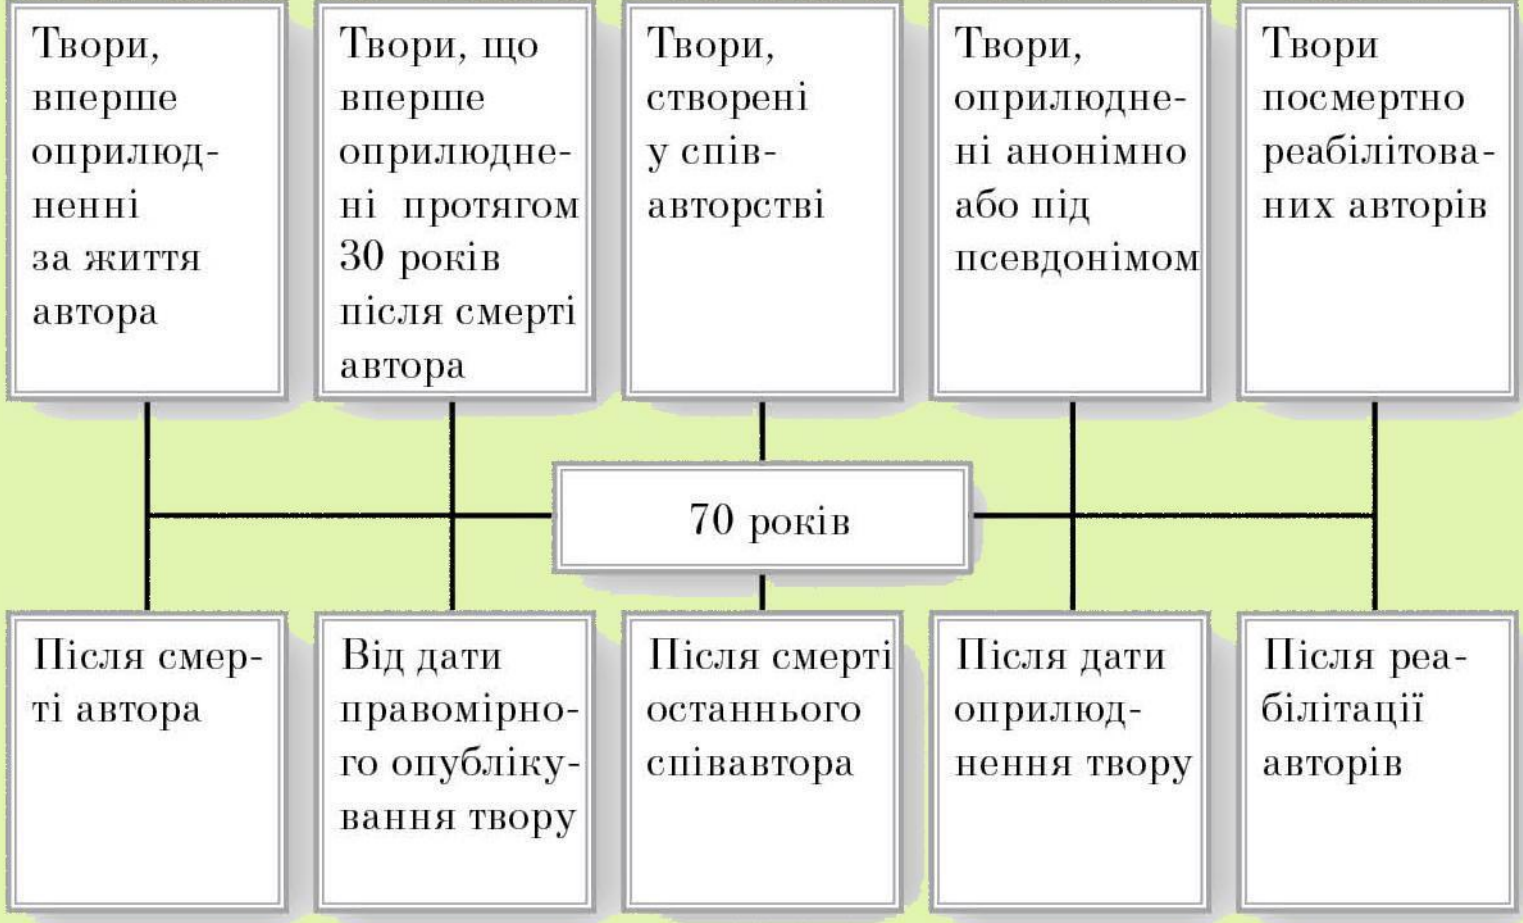 Твори,
вперше
оприлюд-
ненні
за життя
автора
Твори, що
вперше
оприлюдне-
ні протягом
30 років
після смерті
автора
Твори,
створені
у спів-
авторстві
Твори,
оприлюдне-
ні анонімно
або під
псевдонімом
Твори
посмертно
реабілітова-
них авторів
70 років
Після смер-
ті автора
Від дати
правомірно-
го опубліку-
вання твору
Після смерті
останнього
співавтора
Після дати
оприлюд-
нення твору
Після реа-
білітації
авторів